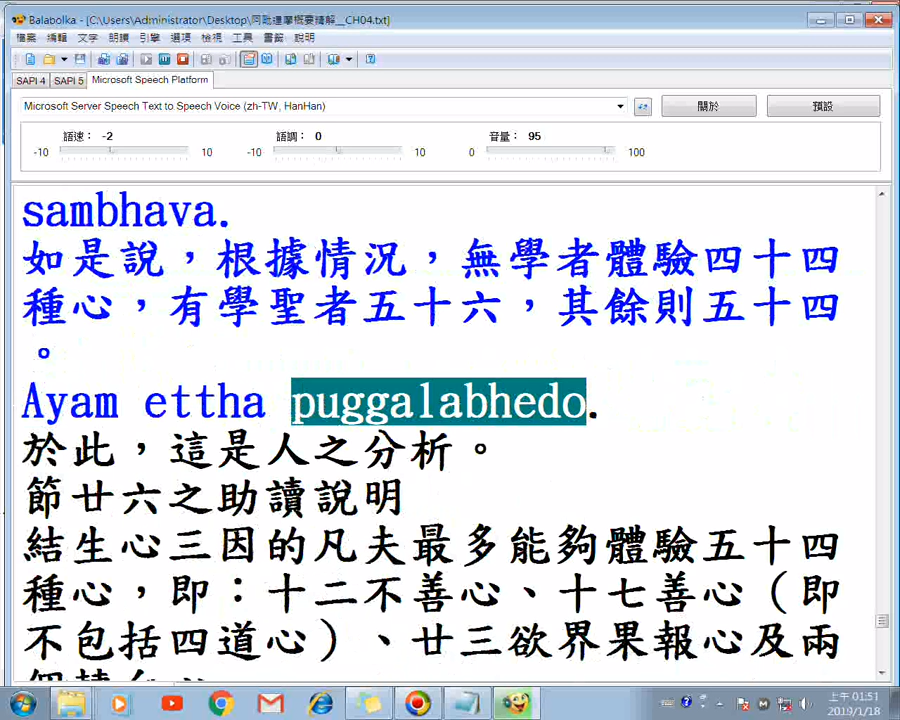 Balabolka - [C:\Users\Administrator\Desktop\阿毗達摩概要精解__CH04.txt]
檔案 編輯 文字 朗讀 引擎 選項 檢視 工具 書籤 說明
SAPI 4 SAPI 5 Microsoft Speech Platform
Microsoft Server Speech Text to Speech Voice (zh-TW, HanHan) 關於 預設
語速： -2 語調： 0 音量： 95
-10 10 -10 10 0 100
sambhava.
如是說，根據情況，無學者體驗四十四
種心，有學聖者五十六，其餘則五十四
。
Ayam ettha puggalabhedo.
於此，這是人之分析。
節廿六之助讀說明
結生心三因的凡夫最多能夠體驗五十四
種心，即：十二不善心、十七善心（即
不包括四道心）、廿三欲界果報心及兩
上午 01:51
2019/1/18